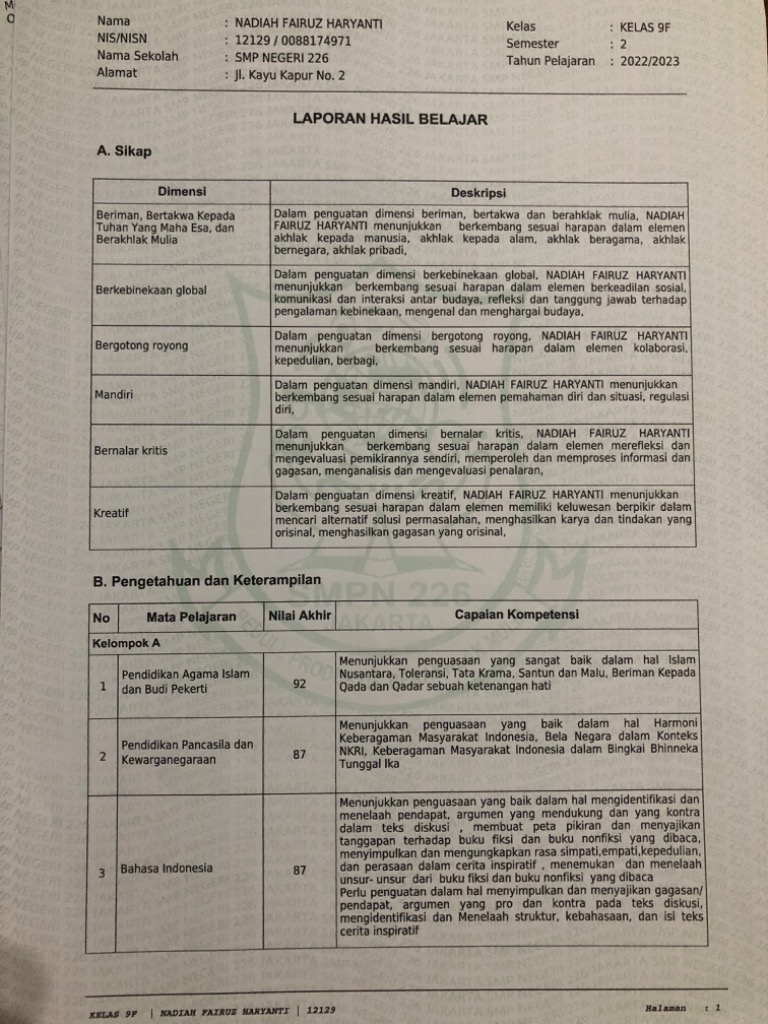 M
O
Nama : NADIAH FAIRUZ HARYANTI
NIS/NISN : 12129 / 0088174971
Nama Sekolah : SMP NEGERI 226
Alamat : Jl. Kayu Kapur No. 2
Kelas : KELAS 9F
Semester : 2
Tahun Pelajaran : 2022/2023
LAPORAN HASIL BELAJAR
A. Sikap
Dimensi Deskripsi
Beriman, Bertakwa Kepada
Tuhan Yang Maha Esa, dan
Berakhlak Mulia
Dalam penguatan dimensi beriman, bertakwa dan berahklak mulia, NADIAH
FAIRUZ HARYANTI menunjukkan berkembang sesuai harapan dalam elemen
akhlak kepada manusia, akhlak kepada alam, akhlak beragama, akhlak
bernegara, akhlak pribadi,
Berkebinekaan global
Dalam penguatan dimensi berkebinekaan global, NADIAH FAIRUZ HARYANTI
menunjukkan berkembang sesuai harapan dalam elemen berkeadilan sosial,
komunikasi dan interaksi antar budaya, refleksi dan tanggung jawab terhadap
pengalaman kebinekaan, mengenal dan menghargai budaya,
Bergotong royong
Dalam penguatan dimensi bergotong royong, NADIAH FAIRUZ HARYANTI
menunjukkan berkembang sesuai harapan dalam elemen kolaborasi,
kepedulian, berbagi,
Mandiri
Dalam penguatan dimensi mandiri, NADIAH FAIRUZ HARYANTI menunjukkan
berkembang sesuai harapan dalam elemen pemahaman diri dan situasi, regulasi
diri,
Bernalar kritis
Dalam penguatan dimensi bernalar kritis, NADIAH FAIRUZ HARYANTI
menunjukkan berkembang sesuai harapan dalam elemen merefleksi dan
mengevaluasi pemikirannya sendiri, memperoleh dan memproses informasi dan
gagasan, menganalisis dan mengevaluasi penalaran,
Kreatif
Dalam penguatan dimensi kreatif, NADIAH FAIRUZ HARYANTI menunjukkan
berkembang sesuai harapan dalam elemen memiliki keluwesan berpikir dalam
mencari alternatif solusi permasalahan, menghasilkan karya dan tindakan yang
orisinal, menghasilkan gagasan yang orisinal,
SMPN 226
JAKARTA
B. Pengetahuan dan Keterampilan
No Mata Pelajaran Nilai Akhir Capaian Kompetensi
Kelompok A
1 Pendidikan Agama Islam
dan Budi Pekerti 92
Menunjukkan penguasaan yang sangat baik dalam hal Islam
Nusantara, Toleransi, Tata Krama, Santun dan Malu, Beriman Kepada
Qada dan Qadar sebuah ketenangan hati
2 Pendidikan Pancasila dan
Kewarganegaraan 87
Menunjukkan penguasaan yang baik dalam hal Harmoni
Keberagaman Masyarakat Indonesia, Bela Negara dalam Konteks
NKRI, Keberagaman Masyarakat Indonesia dalam Bingkai Bhinneka
Tunggal Ika
3 Bahasa Indonesia 87
Menunjukkan penguasaan yang baik dalam hal mengidentifikasi dan
menelaah pendapat, argumen yang mendukung dan yang kontra
dalam teks diskusi , membuat peta pikiran dan menyajikan
tanggapan terhadap buku fiksi dan buku nonfiksi yang dibaca,
menyimpulkan dan mengungkapkan rasa simpati,empati,kepedulian,
dan perasaan dalam cerita inspiratif , menemukan dan menelaah
unsur- unsur dari buku fiksi dan buku nonfiksi yang dibaca
Perlu penguatan dalam hal menyimpulkan dan menyajikan gagasan/
pendapat, argumen yang pro dan kontra pada teks diskusi,
mengidentifikasi dan Menelaah struktur, kebahasaan, dan isi teks
cerita inspiratif
KELAS 9F | NADIAH FAIRUZ HARYANTI | 12129
Halaman : 1